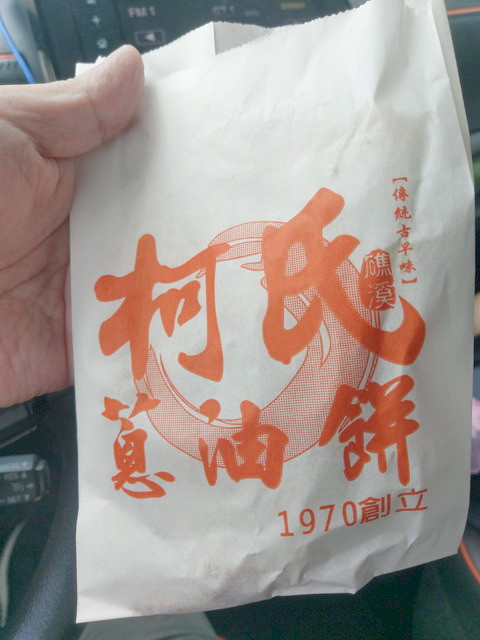 FM 1
【傳統古早味】
柯氏
礁溪
蔥油餅
1970創立